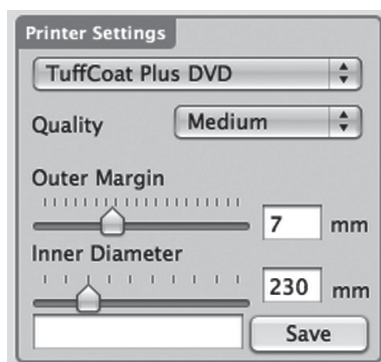 Printer Settings
TuffCoat Plus DVD
Quality Medium
Outer Margin
7 mm
Inner Diameter
230 mm
Save